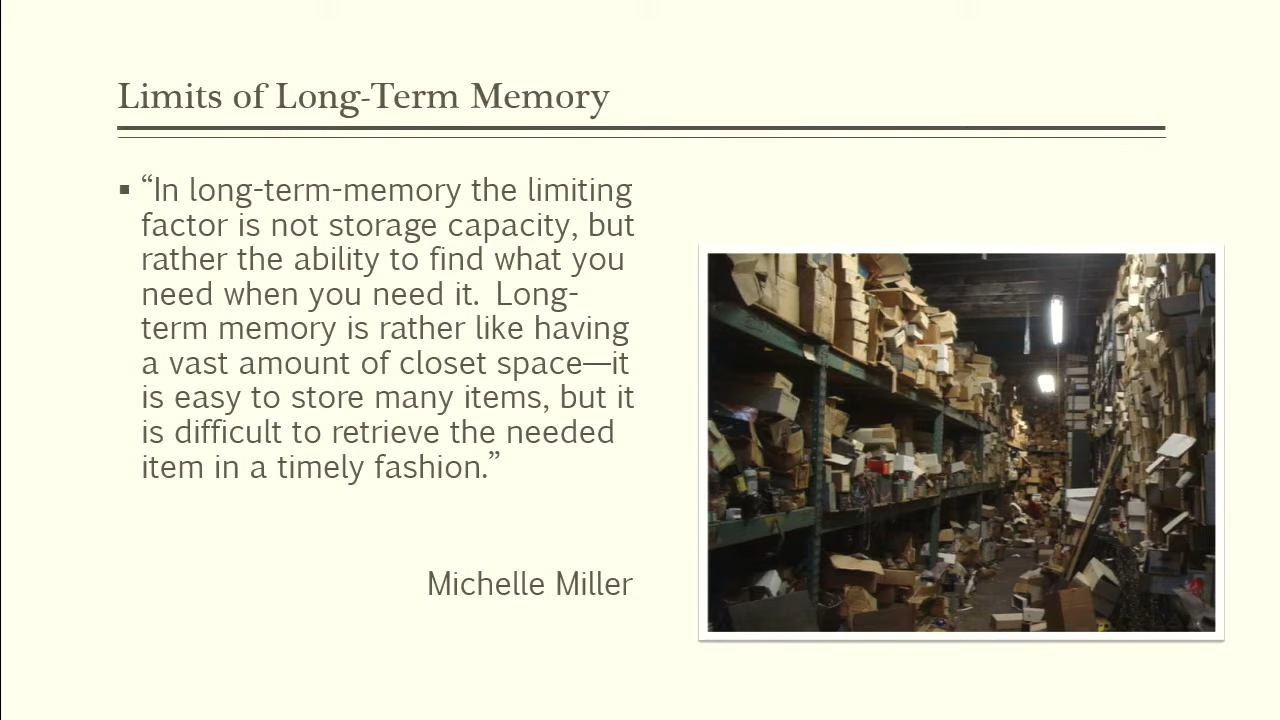 Limits of Long-Term Memory
▪ “In long-term-memory the limiting
factor is not storage capacity, but
rather the ability to find what you
need when you need it.  Long-
term memory is rather like having
a vast amount of closet space—it
is easy to store many items, but it
is difficult to retrieve the needed
item in a timely fashion.”
Michelle Miller